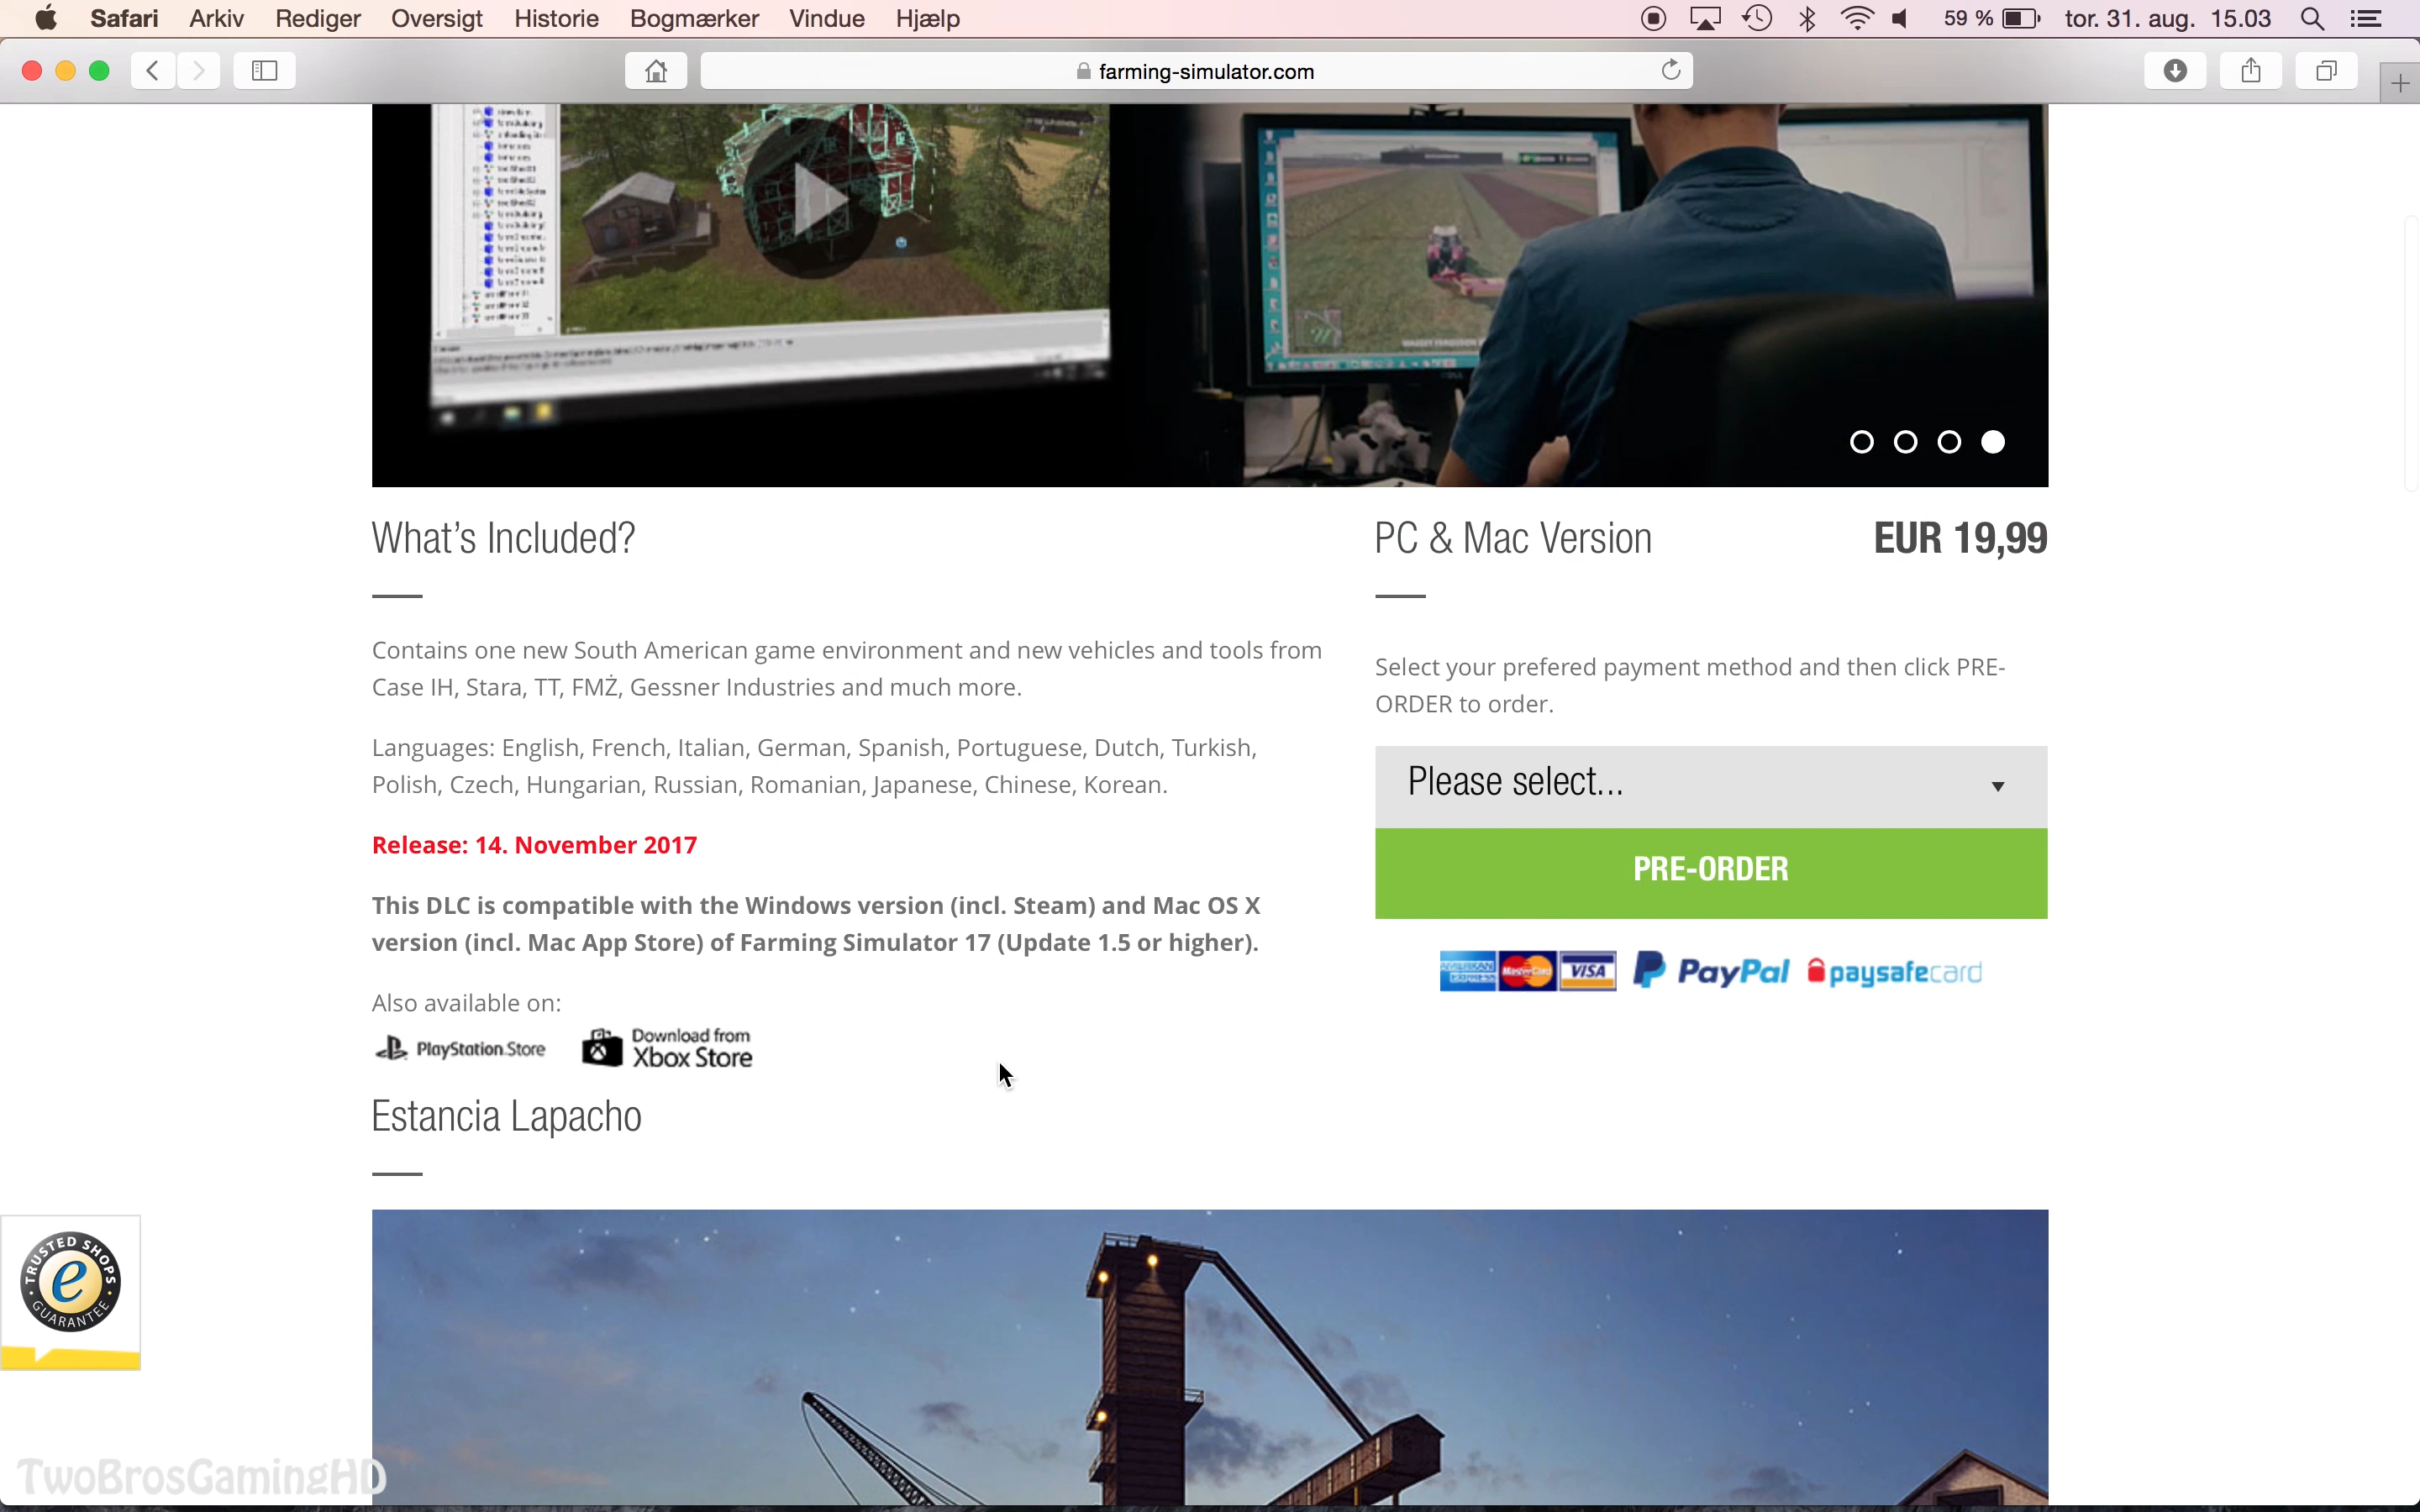 Safari Arkiv Rediger Oversigt Historie Bogmærker Vindue Hjælp 59 % tor. 31. aug. 15.03
farming-simulator.com
What's Included?
PC & Mac Version EUR 19,99
Contains one new South American game environment and new vehicles and tools from
Case IH, Stara, TT, FMŻ, Gessner Industries and much more.
Select your prefered payment method and then click PRE-
ORDER to order.
Languages: English, French, Italian, German, Spanish, Portuguese, Dutch, Turkish,
Polish, Czech, Hungarian, Russian, Romanian, Japanese, Chinese, Korean.
Please select...
Release: 14. November 2017
PRE-ORDER
This DLC is compatible with the Windows version (incl. Steam) and Mac OS X
version (incl. Mac App Store) of Farming Simulator 17 (Update 1.5 or higher).
AMERICAN EXPRESS MasterCard VISA PayPal paysafecard
Also available on:
PlayStation Store Download from
Xbox Store
Estancia Lapacho
TRUSTED SHOPS
e
GUARANTEE
TwoBrosGamingHD